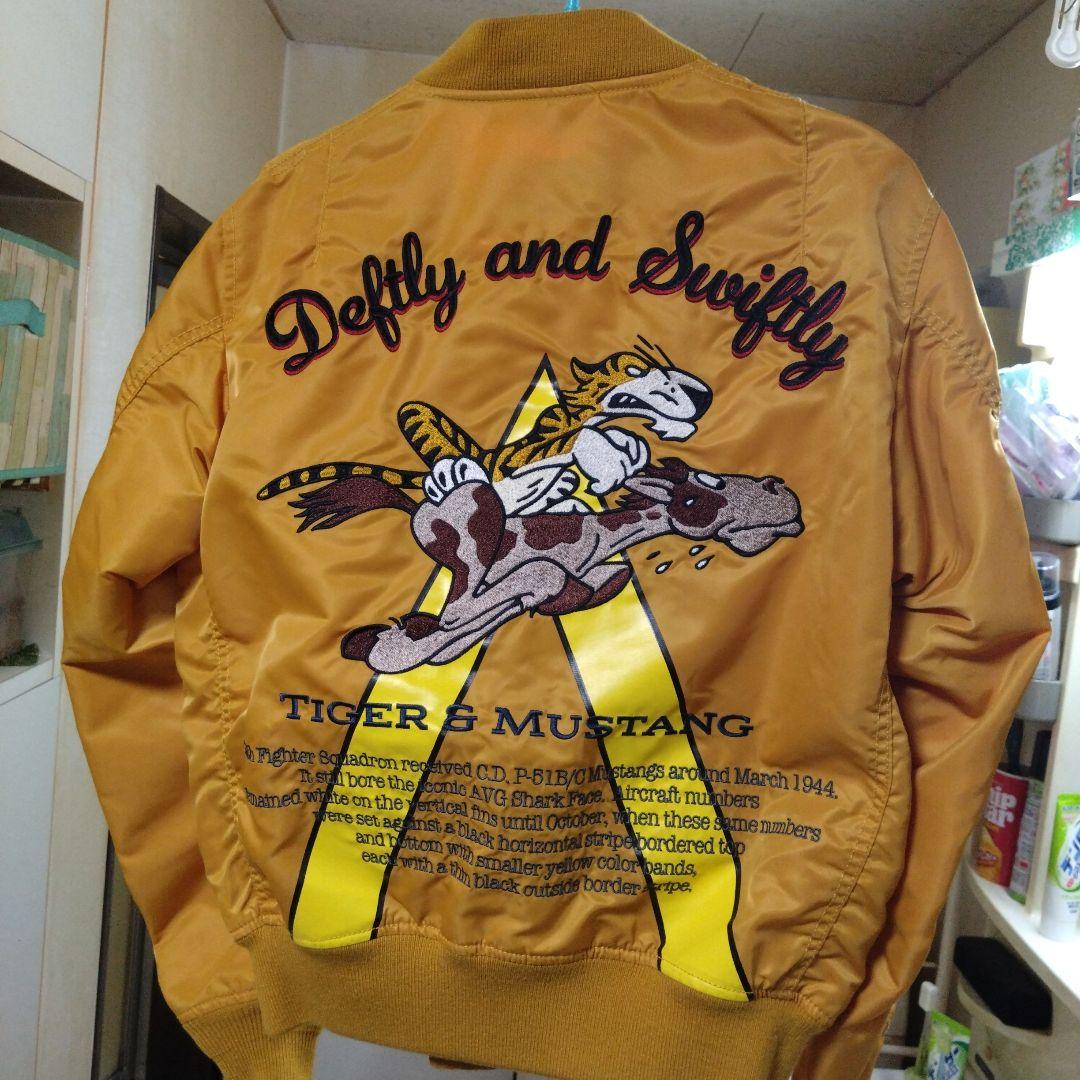 Deftly and Swiftly
TIGER & MUSTANG
Fighter Squadron received C.D. P-51B/C Mustangs around March 1944.
It still bore the iconic AVG Shark Face. Aircraft numbers
mained white on the vertical fins until October, when these same numbers
were set against a black horizontal stripe bordered top
and bottom with smaller yellow color bands,
each with a thin black outside border stripe.